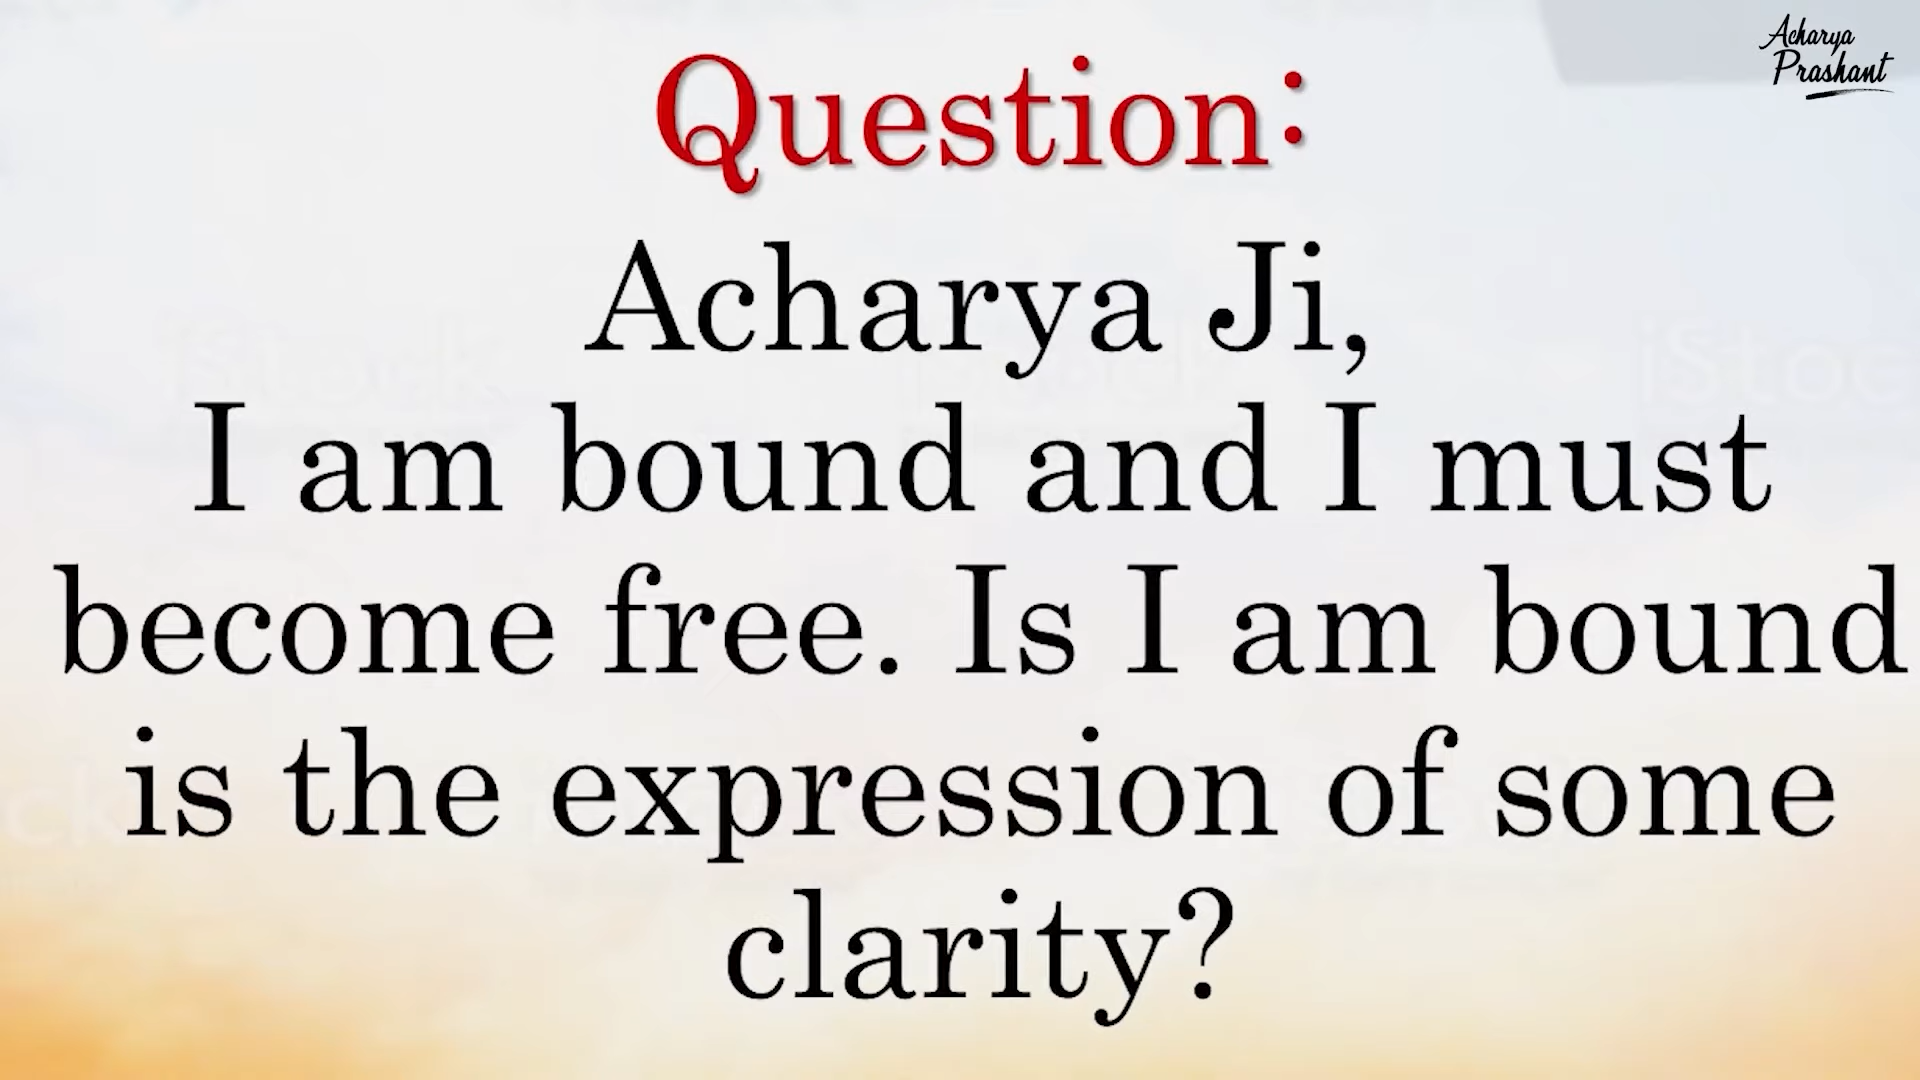 Acharya
Prashant
Question:
Acharya Ji,
I am bound and I must
become free. Is I am bound
is the expression of some
clarity?